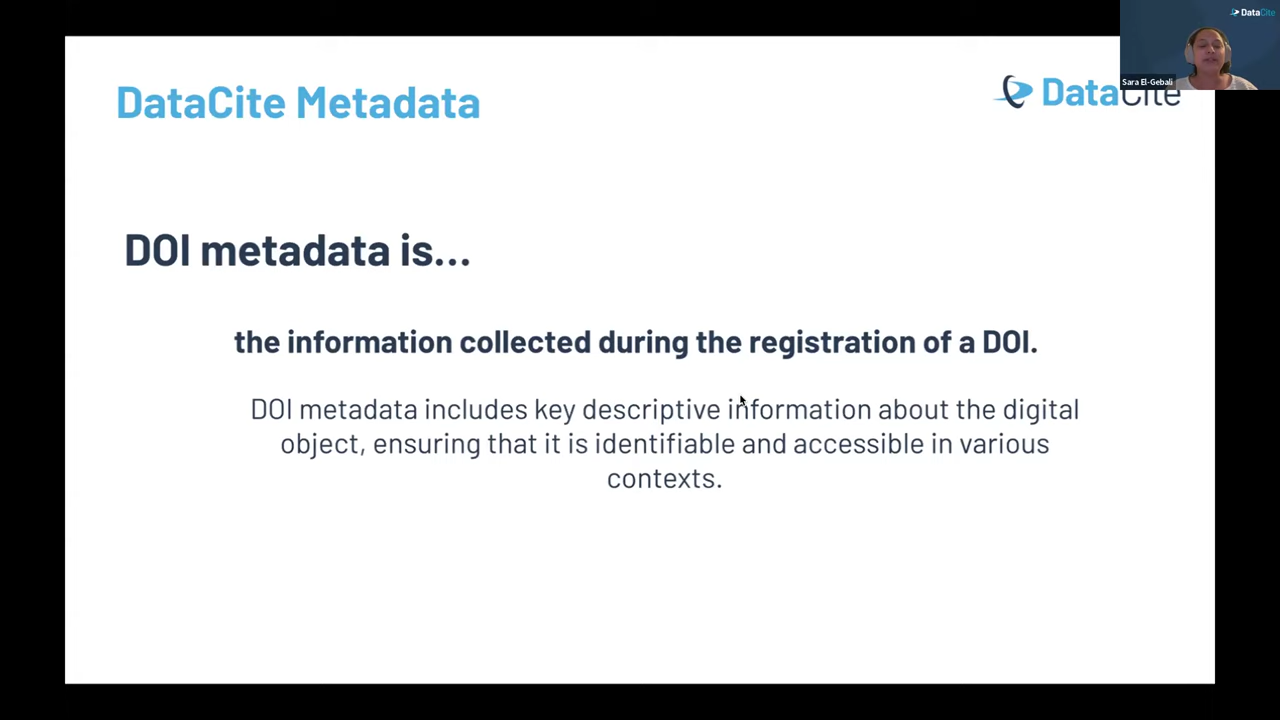 DataCite
Sara El-Gebali
DataCite Metadata
DataCite
DOI metadata is...
the information collected during the registration of a DOI.
DOI metadata includes key descriptive information about the digital
object, ensuring that it is identifiable and accessible in various
contexts.